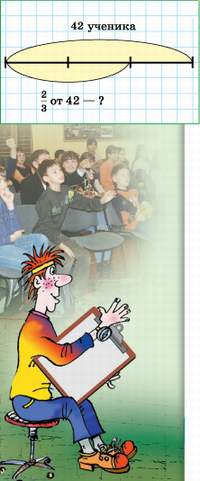 42 ученика
2/3 от 42 — ?